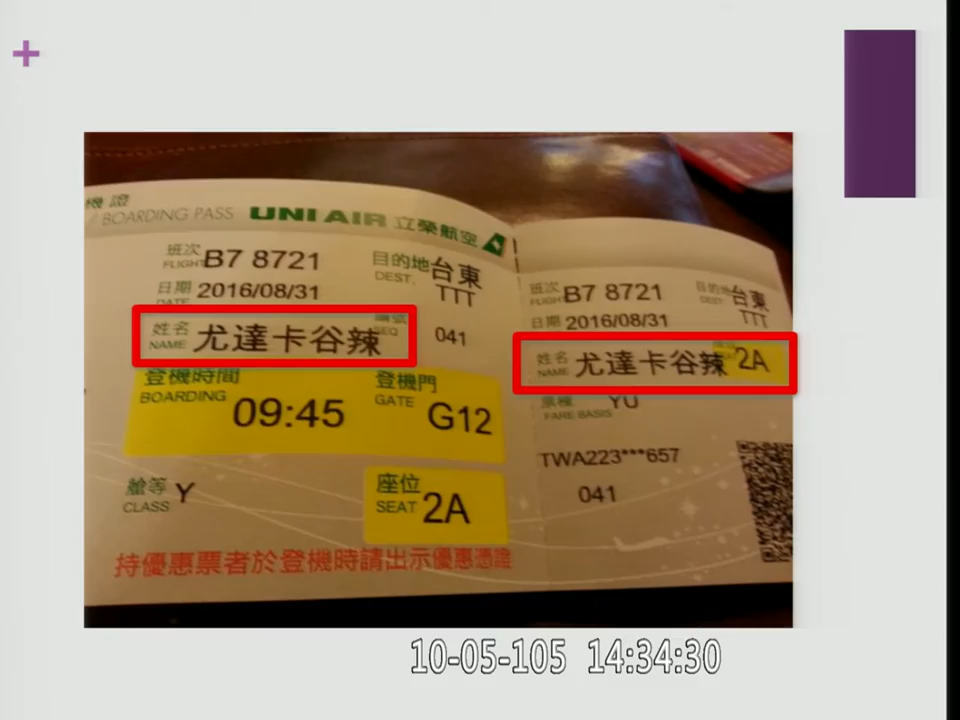 +
機 證
/ BOARDING PASS UNI AIR 立榮航空
班次 FLIGHT B7 8721 目的地 DEST. 台東 TTT
日期 DATE 2016/08/31
姓名 NAME 尤達卡谷辣 SEQ 041
登機時間 BOARDING 09:45 登機門 GATE G12
艙等 CLASS Y 座位 SEAT 2A
持優惠票者於登機時請出示優惠憑證
班次 FLIGHT B7 8721 目的地 DEST. 台東 TTT
日期 2016/08/31
姓名 NAME 尤達卡谷辣 2A
票種 FARE BASIS YU
TWA223***657
041
10-05-105 14:34:30